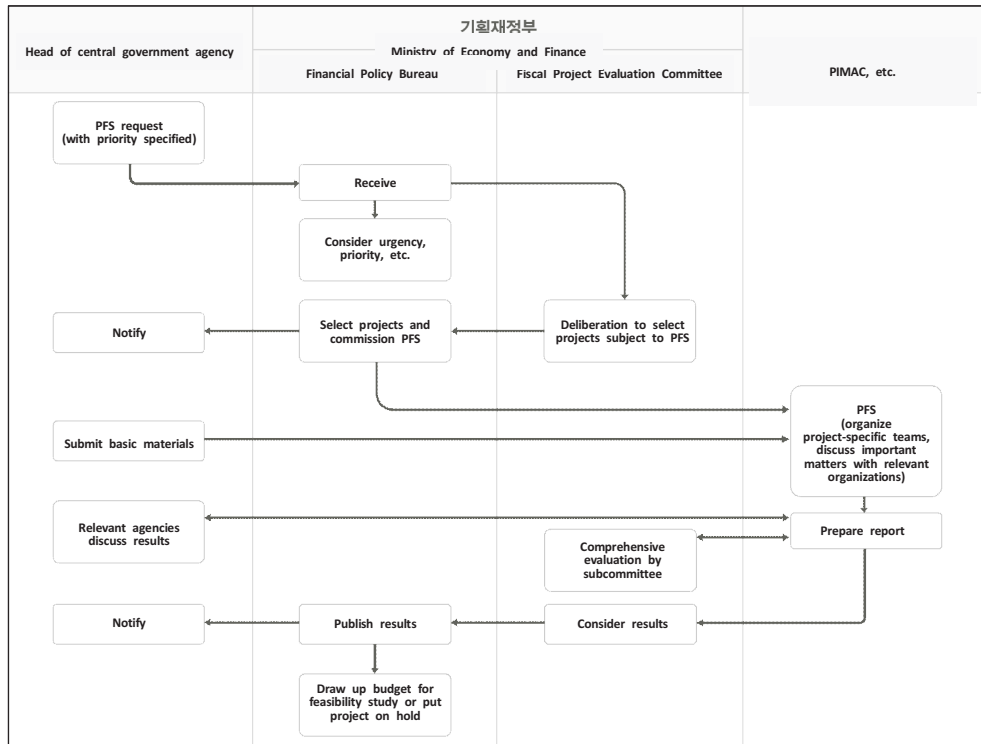 기획재정부
Head of central government agency
Ministry of Economy and Finance
Financial Policy Bureau
Fiscal Project Evaluation Committee
PIMAC, etc.
PFS request
(with priority specified)
Receive
Consider urgency,
priority, etc.
Notify
Select projects and
commission PFS
Deliberation to select
projects subject to PFS
Submit basic materials
PFS
(organize
project-specific teams,
discuss important
matters with relevant
organizations)
Relevant agencies
discuss results
Prepare report
Comprehensive
evaluation by
subcommittee
Notify
Publish results
Consider results
Draw up budget for
feasibility study or put
project on hold